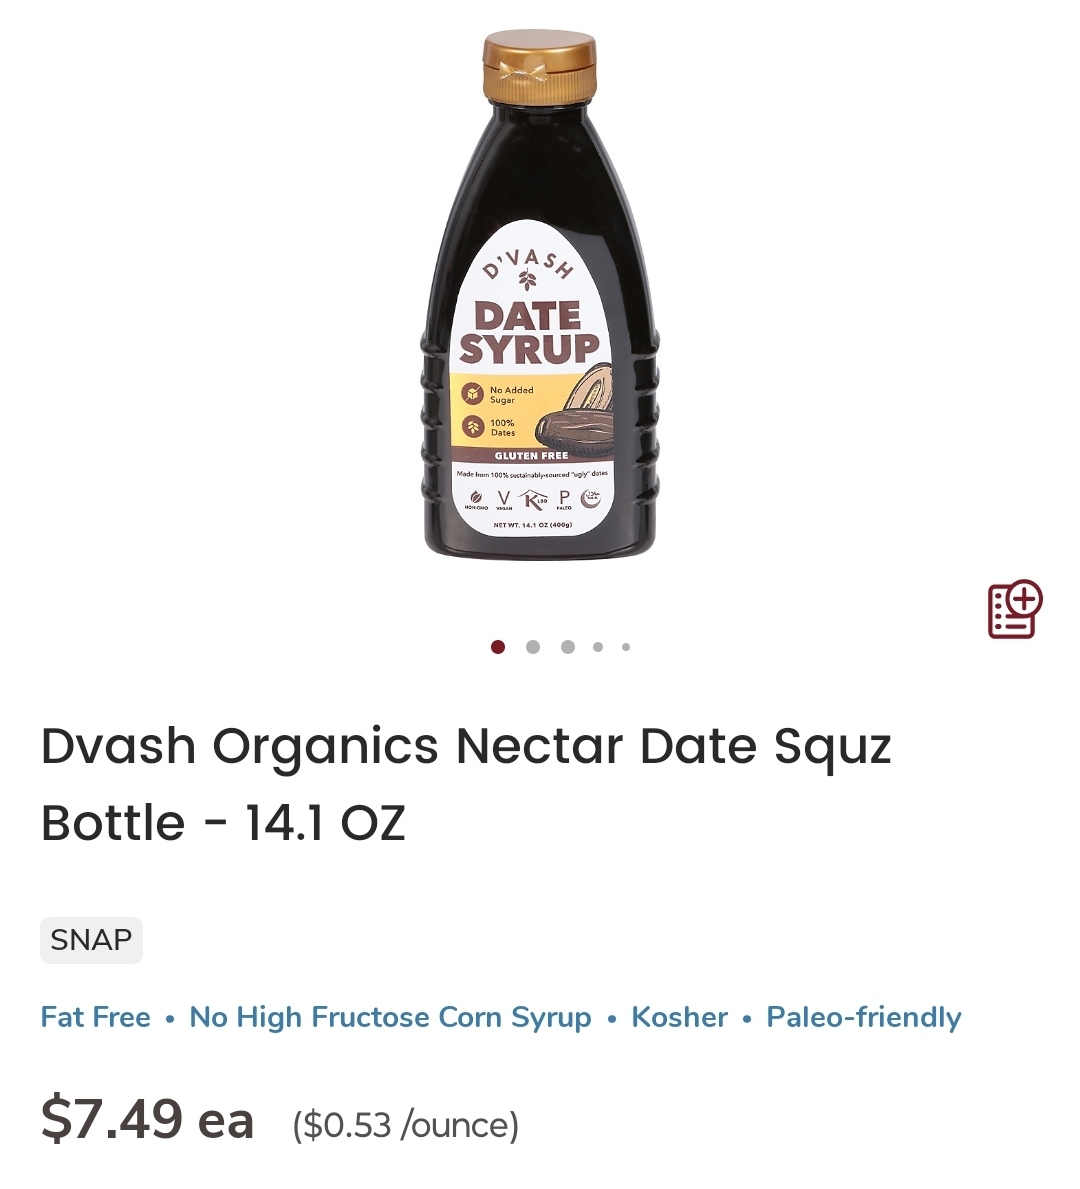 D'VASH
DATE
SYRUP
No Added
Sugar
100%
Dates
GLUTEN FREE
Made from 100% sustainably-sourced "ugly" dates
NON-GMO
V
VEGAN
K
LBD
P
PALEO
NET WT. 14.1 OZ (400g)
Dvash Organics Nectar Date Squz
Bottle - 14.1 OZ
SNAP
Fat Free • No High Fructose Corn Syrup • Kosher • Paleo-friendly
$7.49 ea ($0.53 /ounce)